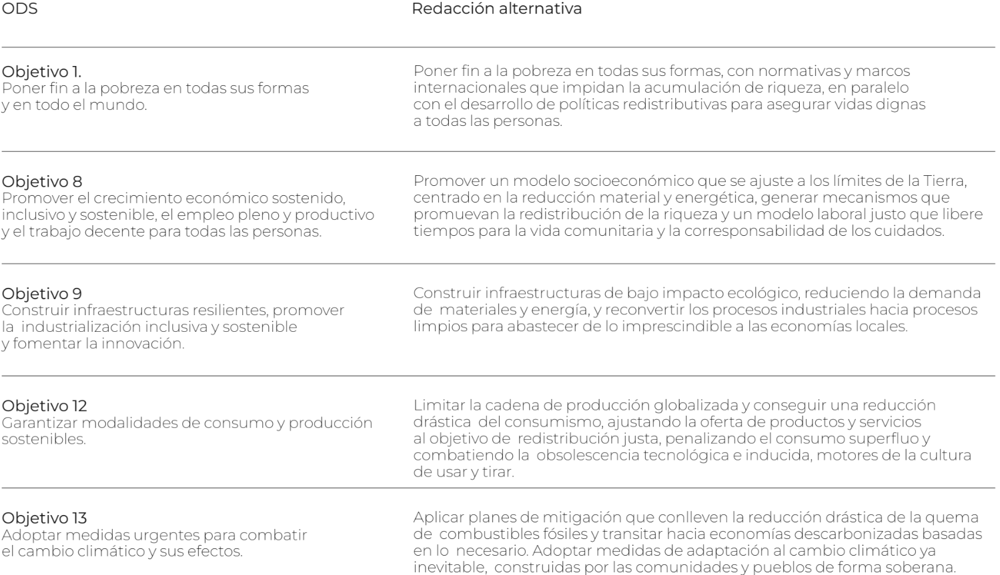 ODS
Redacción alternativa
Objetivo 1.
Poner fin a la pobreza en todas sus formas
y en todo el mundo.
Poner fin a la pobreza en todas sus formas, con normativas y marcos
internacionales que impidan la acumulación de riqueza, en paralelo
con el desarrollo de políticas redistributivas para asegurar vidas dignas
a todas las personas.
Objetivo 8
Promover el crecimiento económico sostenido,
inclusivo y sostenible, el empleo pleno y productivo
y el trabajo decente para todas las personas.
Promover un modelo socioeconómico que se ajuste a los límites de la Tierra,
centrado en la reducción material y energética, generar mecanismos que
promuevan la redistribución de la riqueza y un modelo laboral justo que libere
tiempos para la vida comunitaria y la corresponsabilidad de los cuidados.
Objetivo 9
Construir infraestructuras resilientes, promover
la industrialización inclusiva y sostenible
y fomentar la innovación.
Construir infraestructuras de bajo impacto ecológico, reduciendo la demanda
de materiales y energía, y reconvertir los procesos industriales hacia procesos
limpios para abastecer de lo imprescindible a las economías locales.
Objetivo 12
Garantizar modalidades de consumo y producción
sostenibles.
Limitar la cadena de producción globalizada y conseguir una reducción
drástica del consumismo, ajustando la oferta de productos y servicios
al objetivo de redistribución justa, penalizando el consumo superfluo y
combatiendo la obsolescencia tecnológica e inducida, motores de la cultura
de usar y tirar.
Objetivo 13
Adoptar medidas urgentes para combatir
el cambio climático y sus efectos.
Aplicar planes de mitigación que conlleven la reducción drástica de la quema
de combustibles fósiles y transitar hacia economías descarbonizadas basadas
en lo necesario. Adoptar medidas de adaptación al cambio climático ya
inevitable, construidas por las comunidades y pueblos de forma soberana.